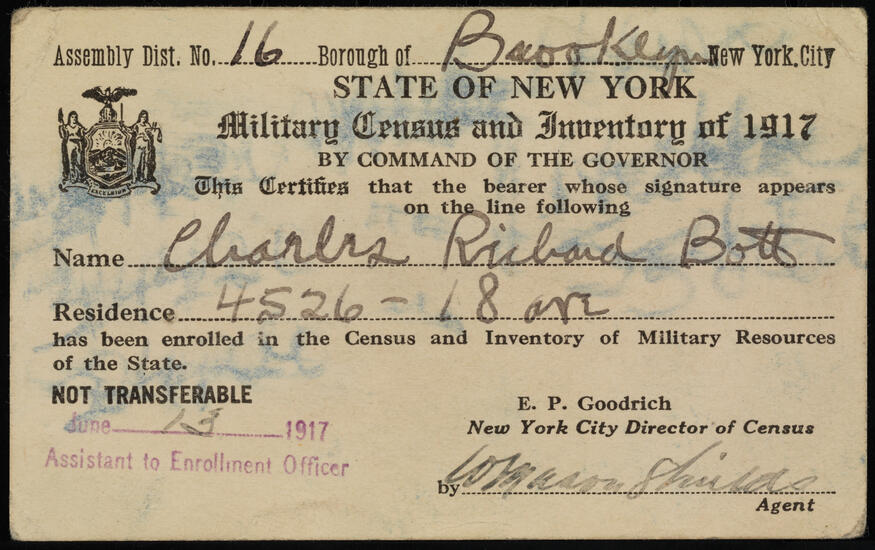 Assembly Dist. No. 16 Borough of Brooklyn New York City
STATE OF NEW YORK
Military Census and Inventory of 1917
BY COMMAND OF THE GOVERNOR
This Certifies that the bearer whose signature appears
on the line following
EXCELSIOR
Name Charles Richard Bott
Residence 4526 - 18 ave
has been enrolled in the Census and Inventory of Military Resources
of the State.
NOT TRANSFERABLE
June 13 1917
Assistant to Enrollment Officer
E. P. Goodrich
New York City Director of Census
by W Mason Shields
Agent